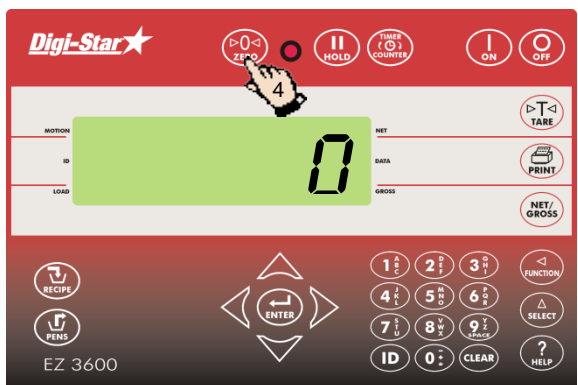 Digi-Star
▷0◁
ZERO
4
HOLD
TIMER
COUNTER
ON
OFF
▷T◁
TARE
MOTION
NET
ID
DATA
LOAD
GROSS
0
PRINT
NET/
GROSS
RECIPE
PENS
EZ 3600
ENTER
1 A B C
2 D E F
3 G H I
FUNCTION
4 J K L
5 M N O
6 P Q R
SELECT
7 S T U
8 V W X
9 Y Z SPACE
ID
0
CLEAR
?
HELP